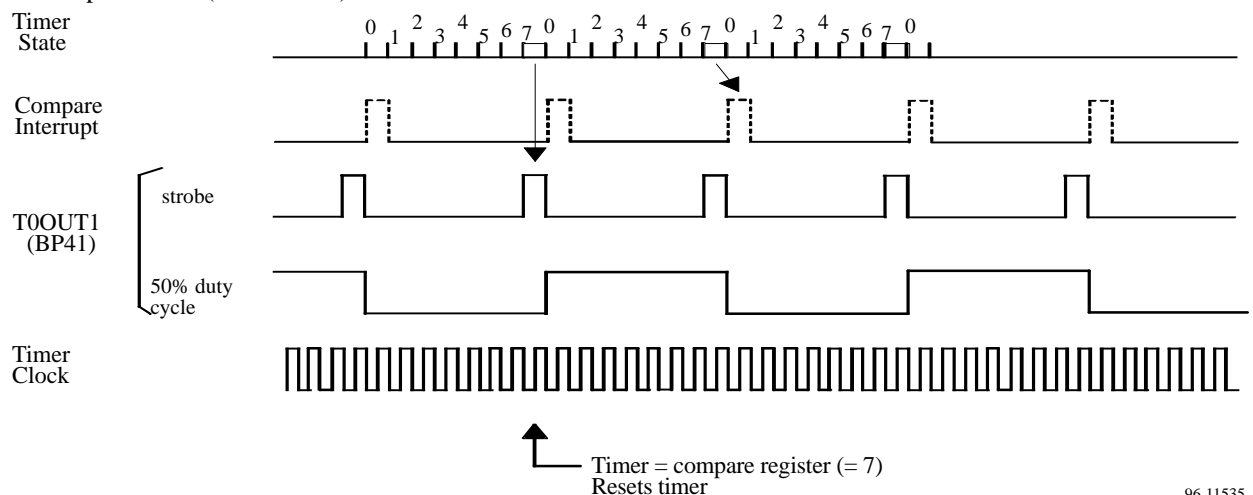 Timer
State
0 1 2 3 4 5 6 7 0 1 2 3 4 5 6 7 0 1 2 3 4 5 6 7 0
Compare
Interrupt
strobe
T0OUT1
(BP41)
50% duty
cycle
Timer
Clock
Timer = compare register (= 7)
Resets timer
96 11535